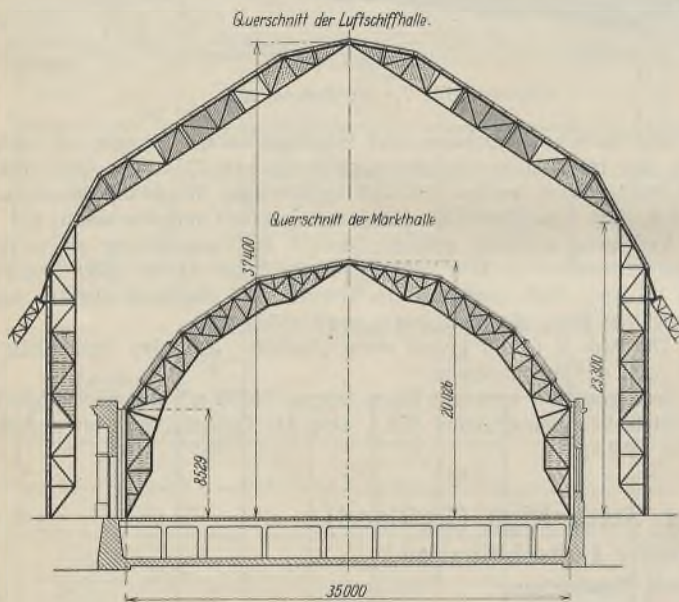 Querschnitt der Luftschiffhalle.
37400
Querschnitt der Markthalle
23300
20026
8529
35000